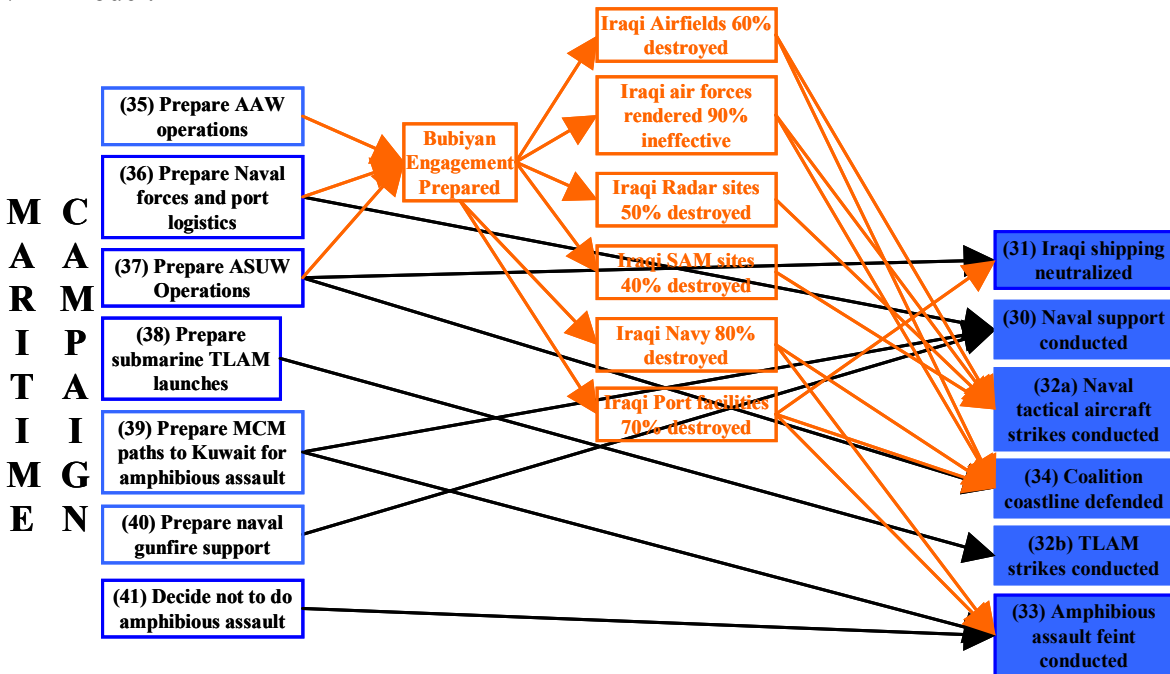 MARITIME
CAMPAIGN
(35) Prepare AAW
operations
(36) Prepare Naval
forces and port
logistics
(37) Prepare ASUW
Operations
(38) Prepare
submarine TLAM
launches
(39) Prepare MCM
paths to Kuwait for
amphibious assault
(40) Prepare naval
gunfire support
(41) Decide not to do
amphibious assault
Bubiyan
Engagement
Prepared
Iraqi Airfields 60%
destroyed
Iraqi air forces
rendered 90%
ineffective
Iraqi Radar sites
50% destroyed
Iraqi SAM sites
40% destroyed
Iraqi Navy 80%
destroyed
Iraqi Port facilities
70% destroyed
(31) Iraqi shipping
neutralized
(30) Naval support
conducted
(32a) Naval
tactical aircraft
strikes conducted
(34) Coalition
coastline defended
(32b) TLAM
strikes conducted
(33) Amphibious
assault feint
conducted